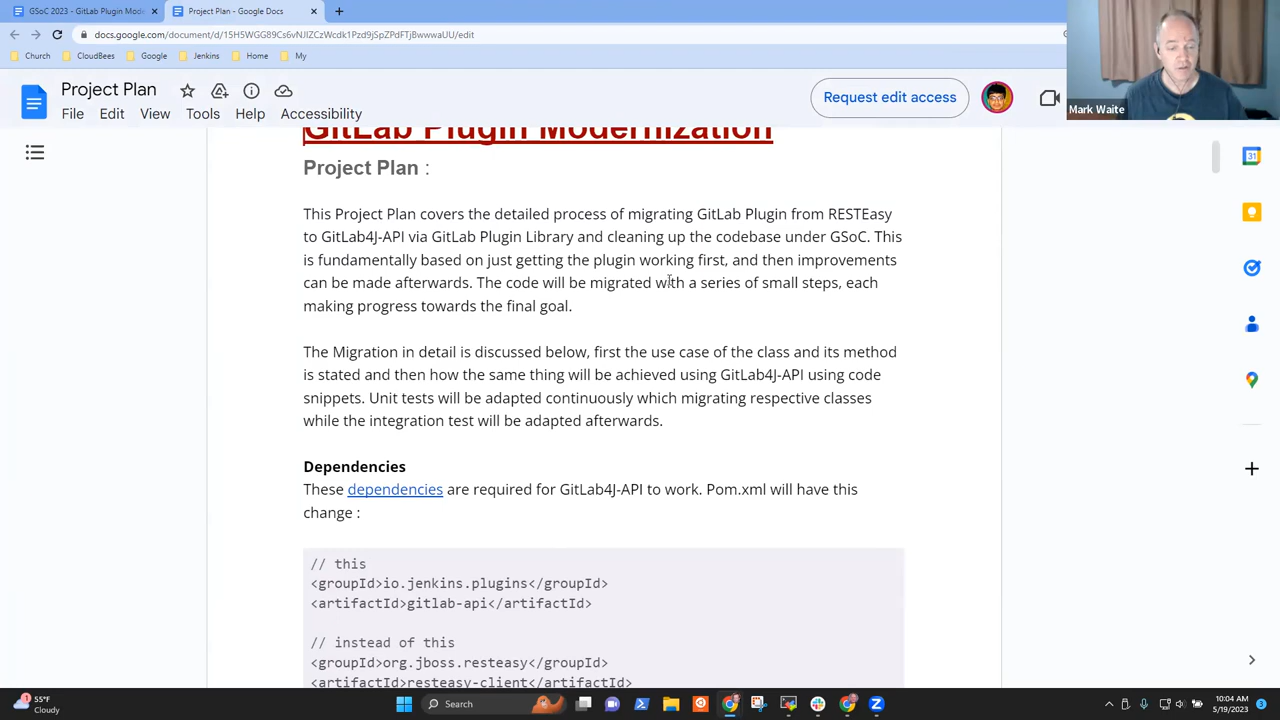 GSoC 2023 - GitLab Plugin Mode
Project Plan - Google Docs
docs.google.com/document/d/15H5WGG89Cs6vNJIZCzWcdk1Pzd9jSpZPdFTjBwwwaUU/edit
Church
CloudBees
Google
Jenkins
Home
My
Project Plan
File Edit View Tools Help Accessibility
Request edit access
Mark Waite
GitLab Plugin Modernization
Project Plan :
This Project Plan covers the detailed process of migrating GitLab Plugin from RESTEasy
to GitLab4J-API via GitLab Plugin Library and cleaning up the codebase under GSoC. This
is fundamentally based on just getting the plugin working first, and then improvements
can be made afterwards. The code will be migrated with a series of small steps, each
making progress towards the final goal.
The Migration in detail is discussed below, first the use case of the class and its method
is stated and then how the same thing will be achieved using GitLab4J-API using code
snippets. Unit tests will be adapted continuously which migrating respective classes
while the integration test will be adapted afterwards.
Dependencies
These dependencies are required for GitLab4J-API to work. Pom.xml will have this
change :
// this
<groupId>io.jenkins.plugins</groupId>
<artifactId>gitlab-api</artifactId>
// instead of this
<groupId>org.jboss.resteasy</groupId>
<artifactId>resteasy-client</artifactId>
31
1
55°F
Cloudy
Search
10:04 AM
5/19/2023
3